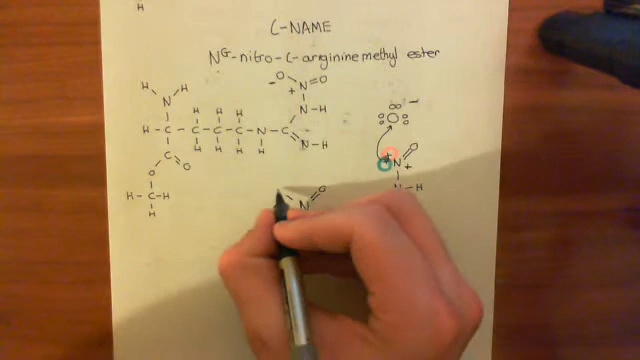 H
L-NAME
Nᴳ-nitro-L-arginine methyl ester
O - N + = O
H H
N N-H
H H H
H-C-C-C-C-N-C
H H H H
N-H
C O
O
H-C-H
H
O -
N + O
N-H
N O